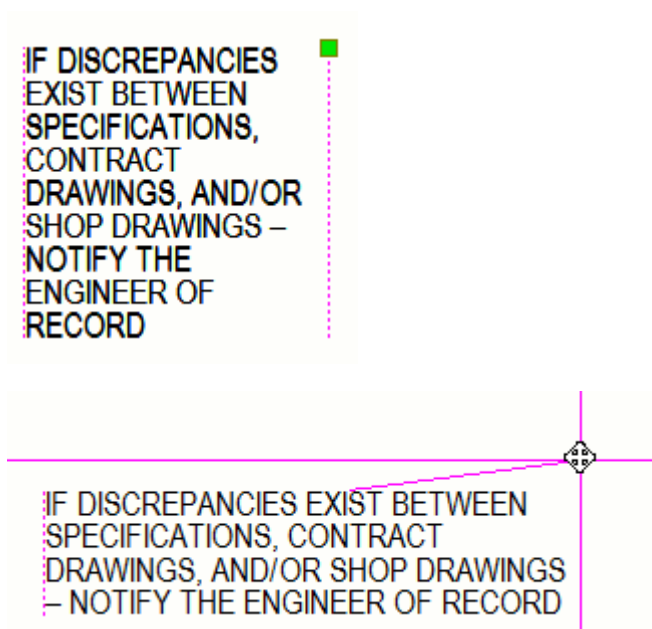 IF DISCREPANCIES
EXIST BETWEEN
SPECIFICATIONS,
CONTRACT
DRAWINGS, AND/OR
SHOP DRAWINGS –
NOTIFY THE
ENGINEER OF
RECORD
IF DISCREPANCIES EXIST BETWEEN
SPECIFICATIONS, CONTRACT
DRAWINGS, AND/OR SHOP DRAWINGS
– NOTIFY THE ENGINEER OF RECORD